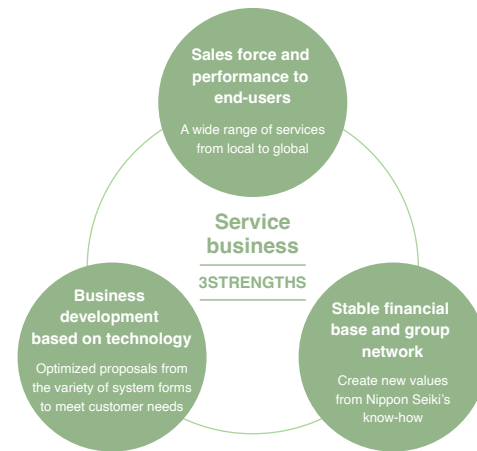 Sales force and
performance to
end-users
A wide range of services
from local to global
Service
business
3STRENGTHS
Business
development
based on technology
Optimized proposals from
the variety of system forms
to meet customer needs
Stable financial
base and group
network
Create new values
from Nippon Seiki's
know-how